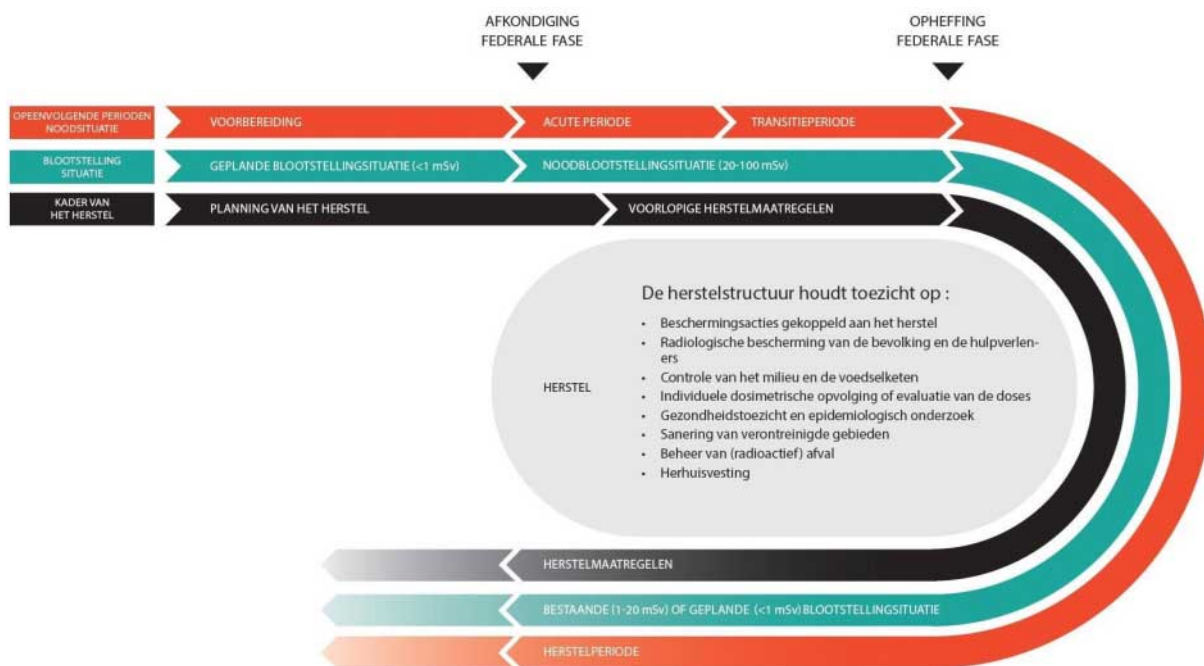 AFKONDIGING
FEDERALE FASE
OPHEFFING
FEDERALE FASE
OPEENVOLGENDE PERIODEN
NOODSITUATIE
VOORBEREIDING
ACUTE PERIODE
TRANSITIEPERIODE
BLOOTSTELLING
SITUATIE
GEPLANDE BLOOTSTELLINGSITUATIE (<1 mSv)
NOODBLOOTSTELLINGSITUATIE (20-100 mSv)
KADER VAN
HET HERSTEL
PLANNING VAN HET HERSTEL
VOORLOPIGE HERSTELMAATREGELEN
De herstelstructuur houdt toezicht op :
• Beschermingsacties gekoppeld aan het herstel
• Radiologische bescherming van de bevolking en de hulpverlen-
ers
• Controle van het milieu en de voedselketen
HERSTEL
• Individuele dosimetrische opvolging of evaluatie van de doses
• Gezondheidstoezicht en epidemiologisch onderzoek
• Sanering van verontreinigde gebieden
• Beheer van (radioactief) afval
• Herhuisvesting
HERSTELMAATREGELEN
BESTAANDE (1-20 mSv) OF GEPLANDE (<1 mSv) BLOOTSTELLINGSITUATIE
HERSTELPERIODE